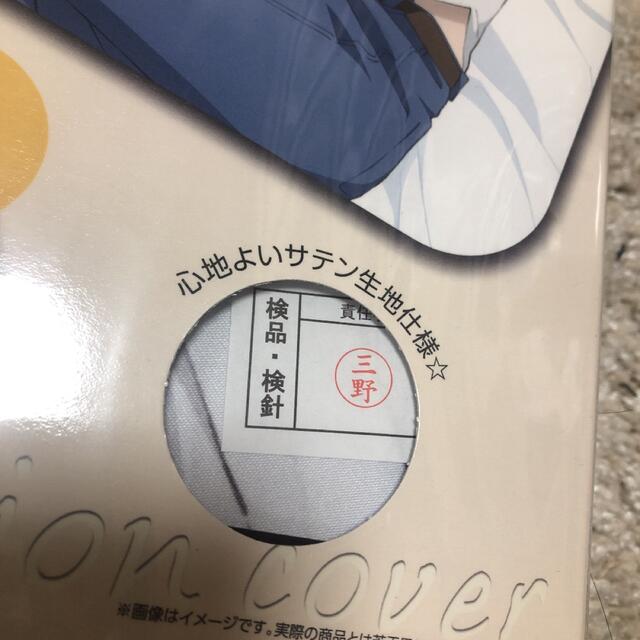 心地よいサテン生地仕様☆
検品・検針
責任
三野
ion cover
※画像はイメージです。実際の商品とは